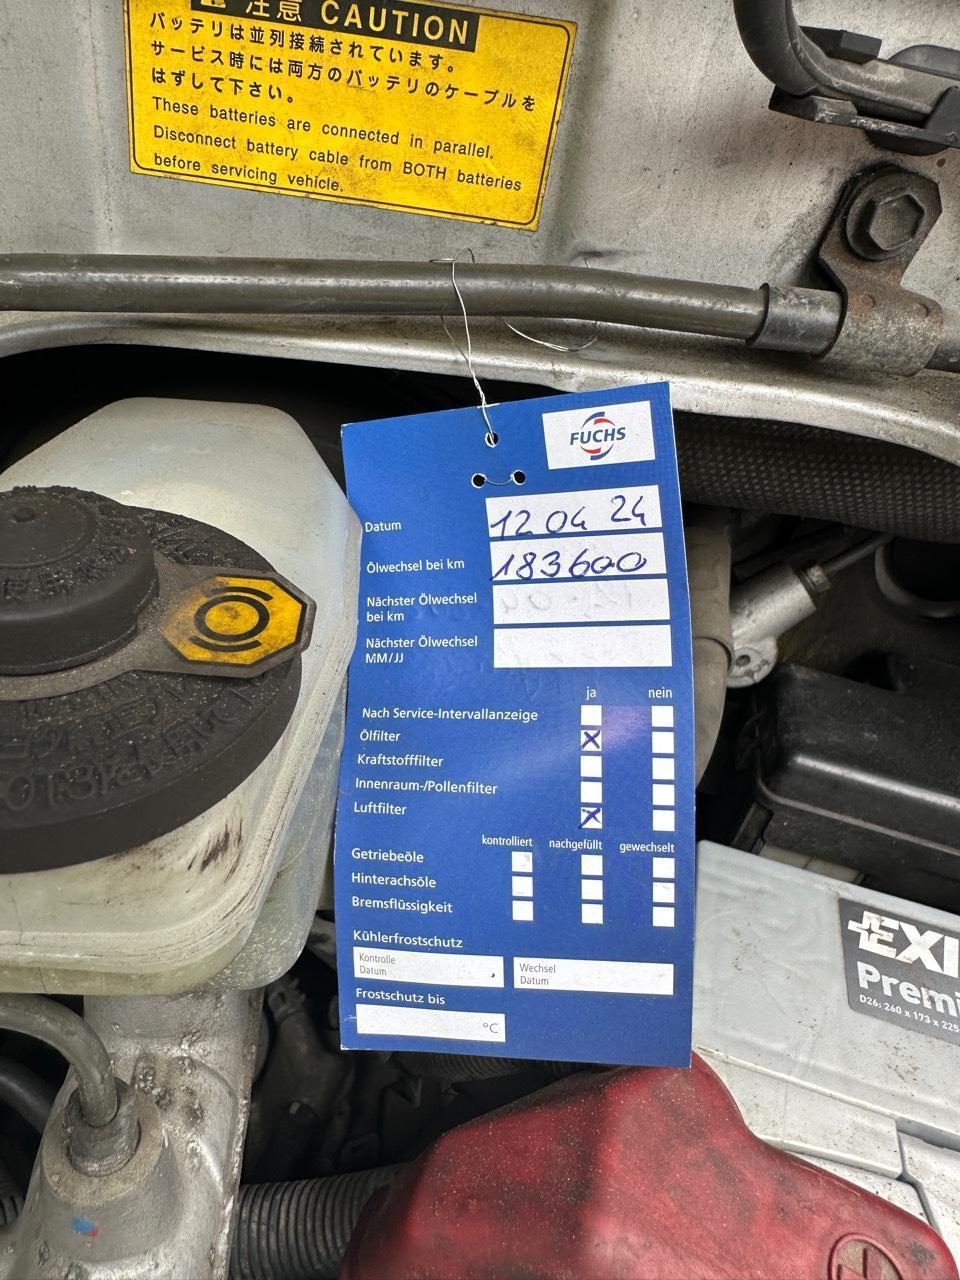 注意 CAUTION
バッテリは並列接続されています。
サービス時には両方のバッテリのケーブルを
はずして下さい。
These batteries are connected in parallel.
Disconnect battery cable from BOTH batteries
before servicing vehicle.
FUCHS
Datum 12 04 24
Ölwechsel bei km 183600
Nächster Ölwechsel
bei km
Nächster Ölwechsel
MM/JJ
ja nein
Nach Service-Intervallanzeige
Ölfilter X
Kraftstofffilter
Innenraum-/Pollenfilter
Luftfilter X
kontrolliert nachgefüllt gewechselt
Getriebeöle
Hinterachsöle
Bremsflüssigkeit
Kühlerfrostschutz
Kontrolle
Datum
Wechsel
Datum
Frostschutz bis
°C
EXI
Premi
D26: 260 x 173 x 225